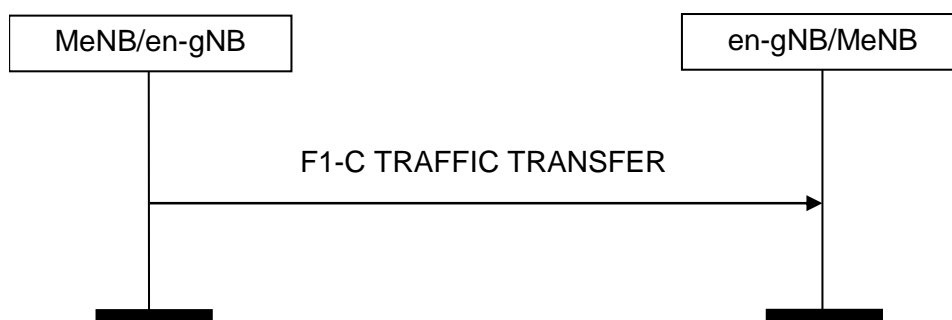 MeNB/en-gNB
en-gNB/MeNB
F1-C TRAFFIC TRANSFER